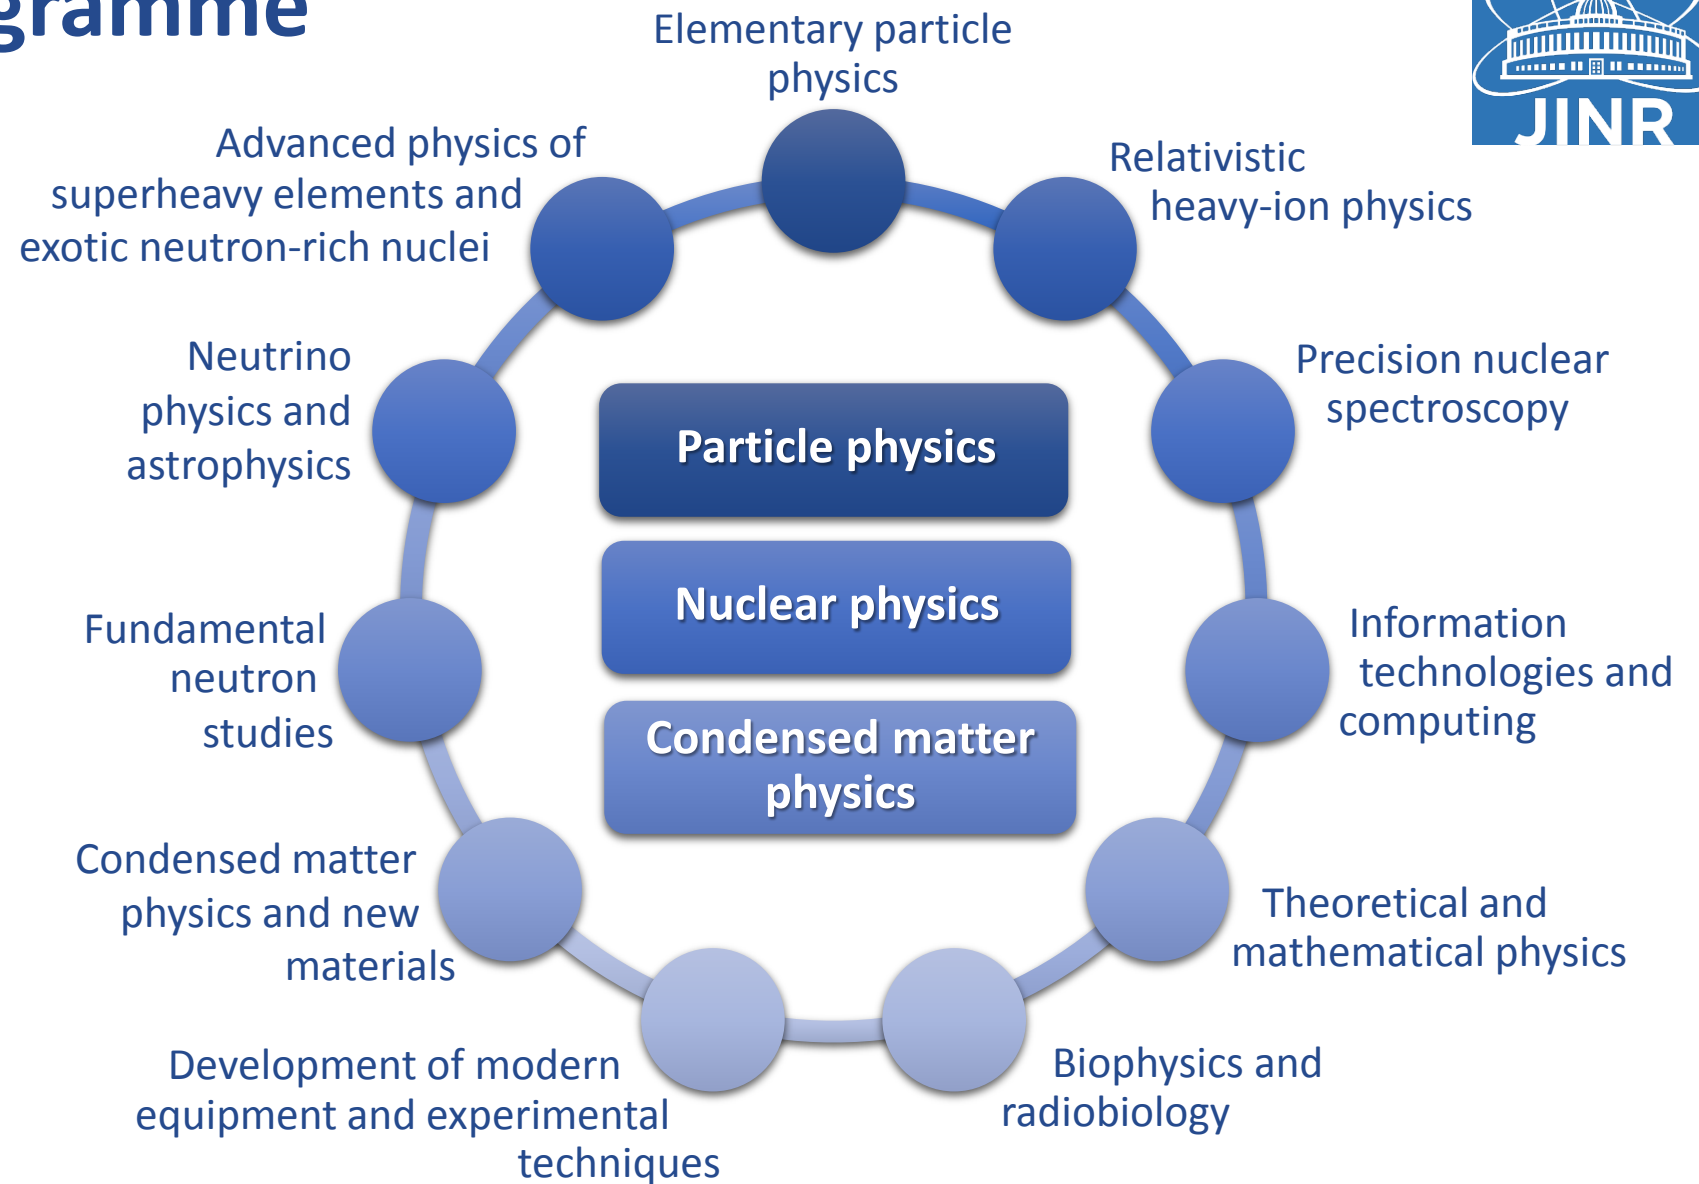 gramme
JINR
Elementary particle
physics
Relativistic
heavy-ion physics
Precision nuclear
spectroscopy
Information
technologies and
computing
Theoretical and
mathematical physics
Biophysics and
radiobiology
Development of modern
equipment and experimental
techniques
Condensed matter
physics and new
materials
Fundamental
neutron
studies
Neutrino
physics and
astrophysics
Advanced physics of
superheavy elements and
exotic neutron-rich nuclei
Particle physics
Nuclear physics
Condensed matter
physics